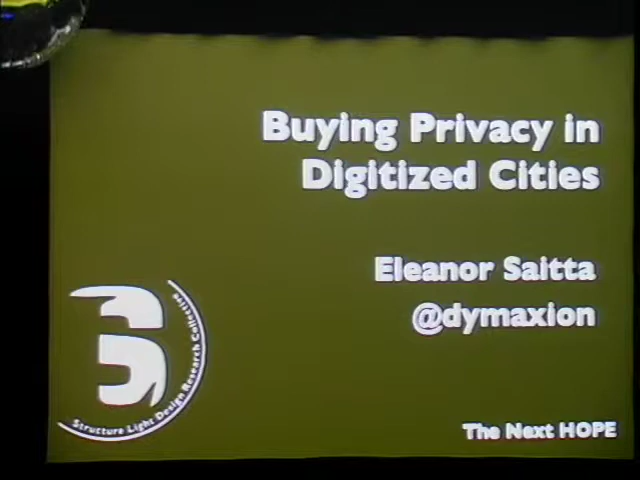 Buying Privacy in
Digitized Cities
Eleanor Saitta
@dymaxion
Structure Light Design Research Collective
The Next HOPE